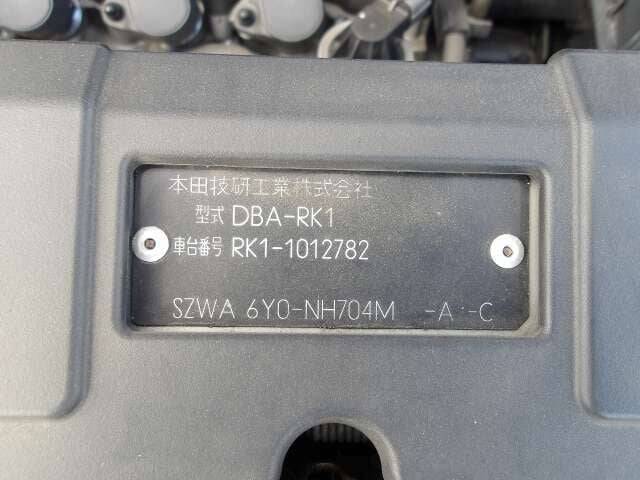 本田技研工業株式会社
型式 DBA-RK1
車台番号 RK1-1012782
SZWA 6Y0-NH704M -A -C